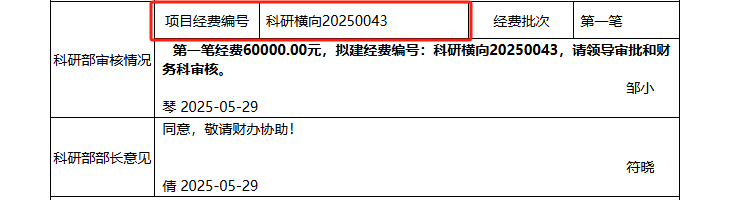 项目经费编号 科研横向20250043 经费批次 第一笔
科研部审核情况
第一笔经费60000.00元，拟建经费编号：科研横向20250043，请领导审批和财
务科审核。
邹小
琴 2025-05-29
科研部部长意见
同意，敬请财办协助！
符晓
倩 2025-05-29